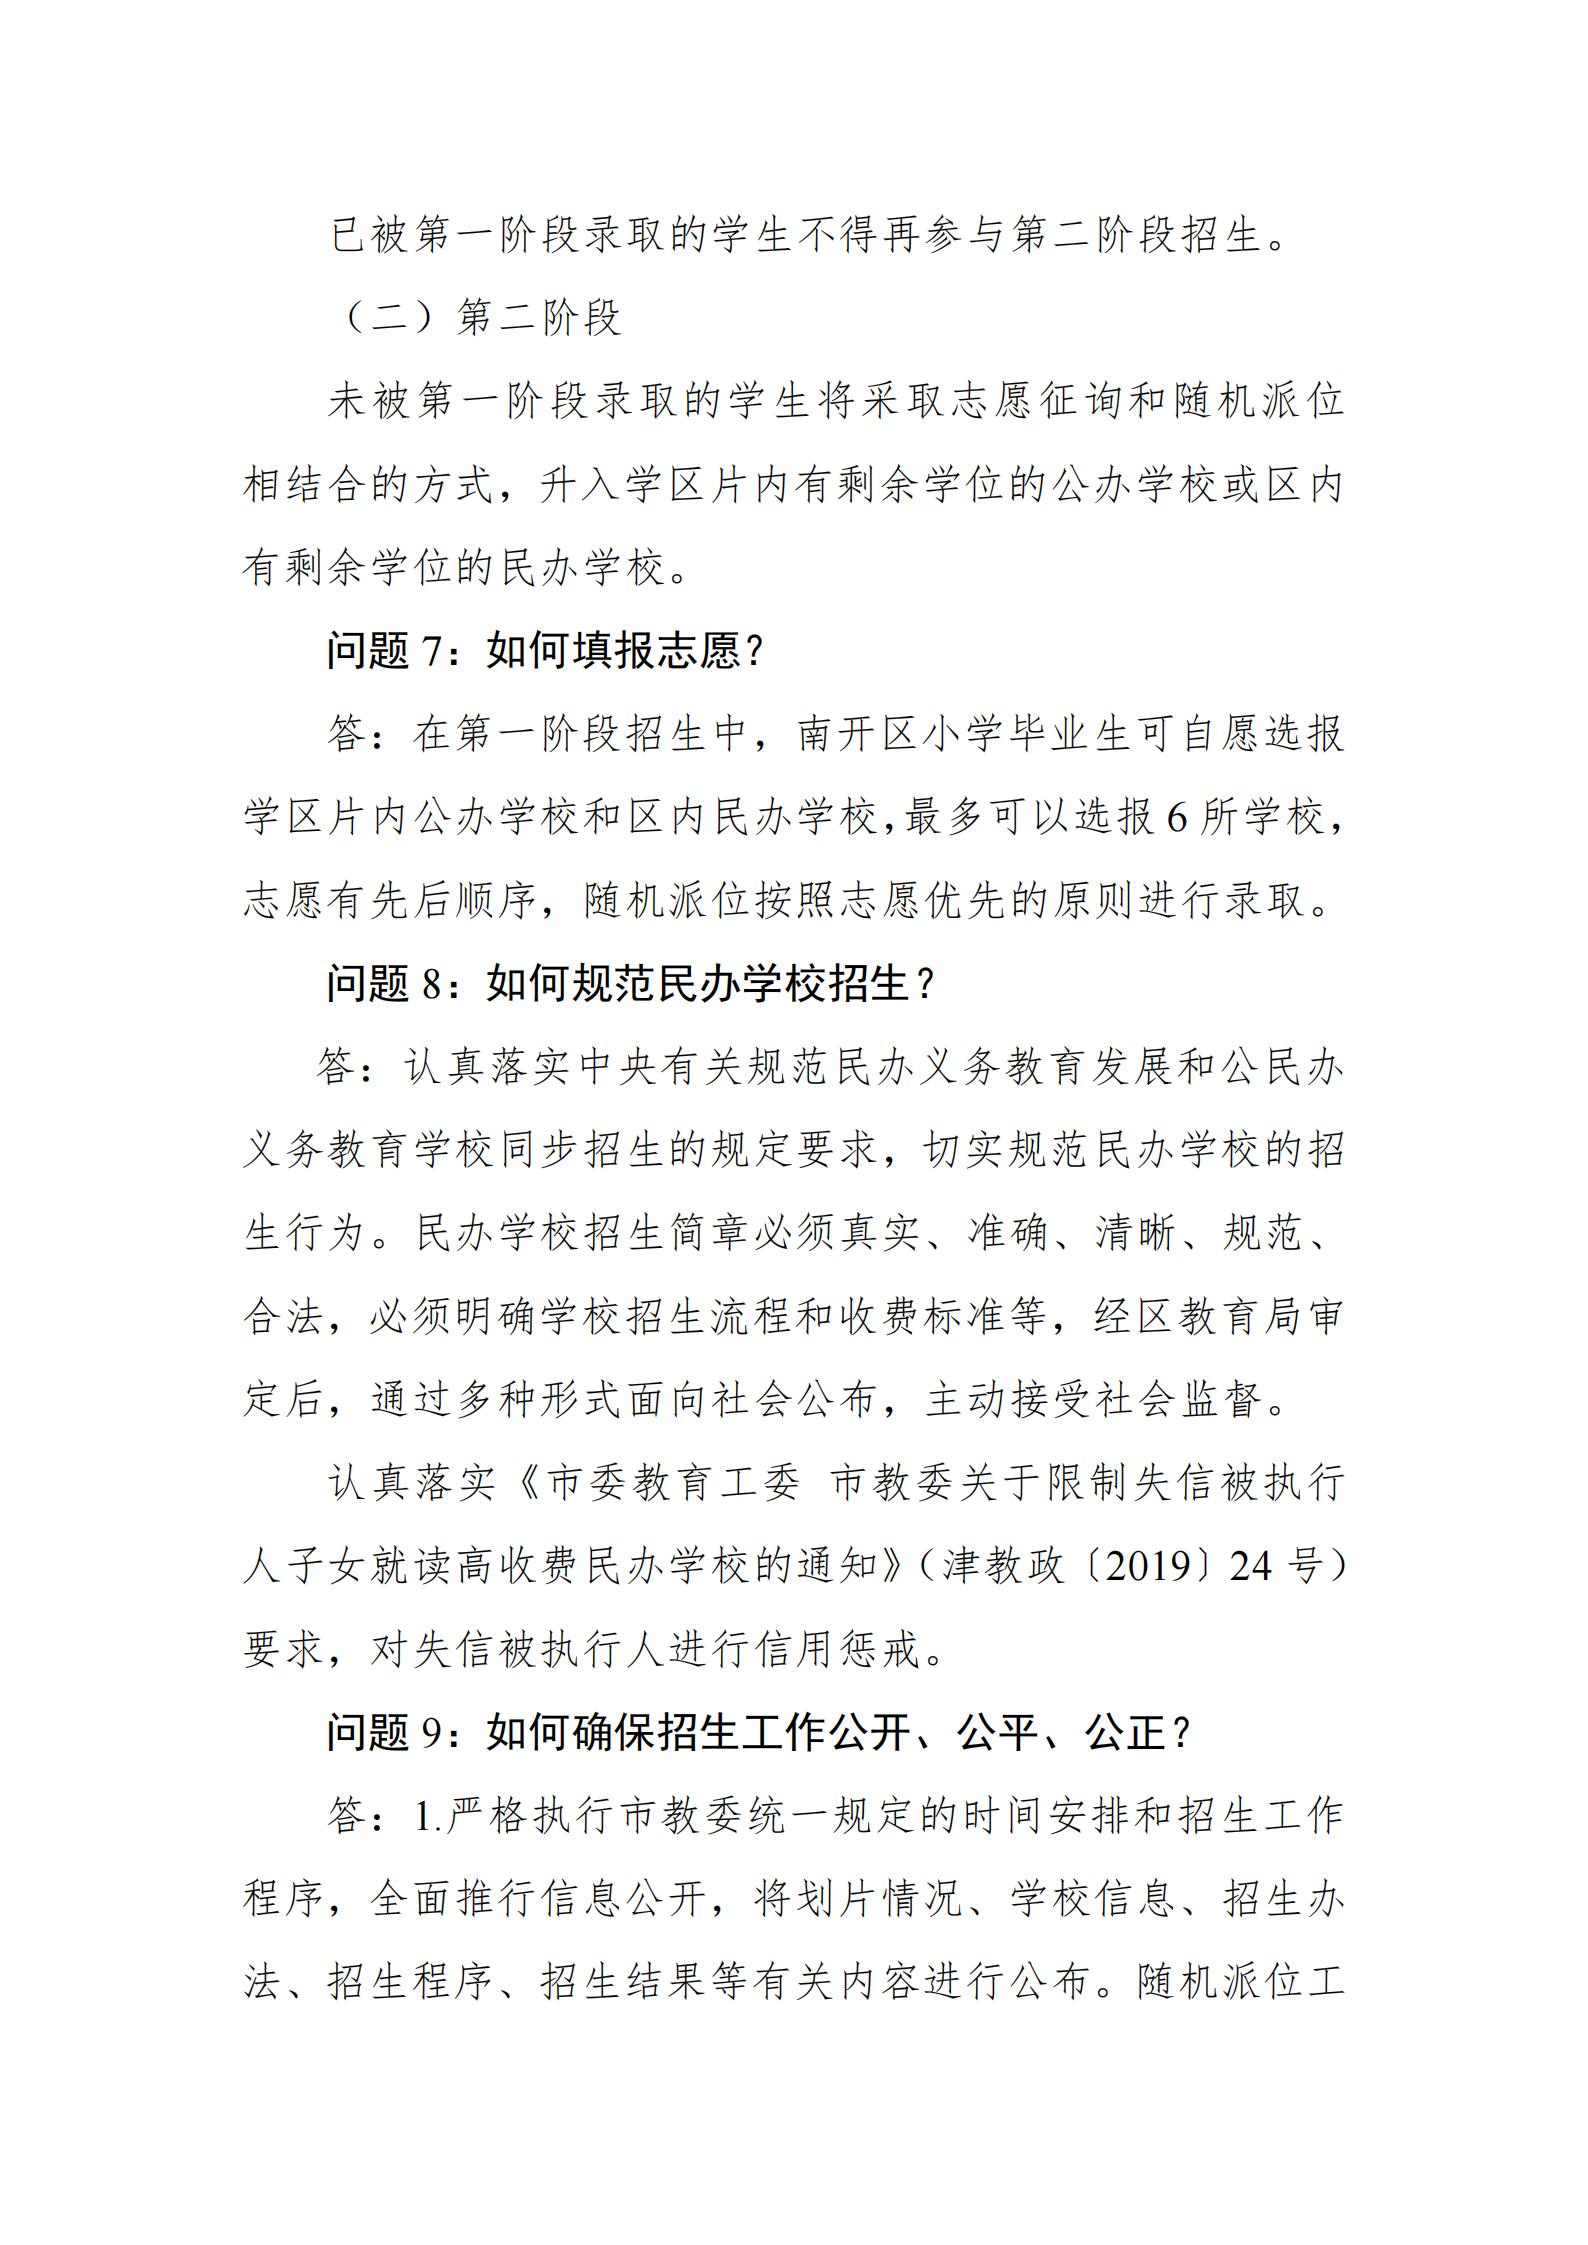 已被第一阶段录取的学生不得再参与第二阶段招生。
（二）第二阶段
未被第一阶段录取的学生将采取志愿征询和随机派位
相结合的方式，升入学区片内有剩余学位的公办学校或区内
有剩余学位的民办学校。
问题 7：如何填报志愿？
答：在第一阶段招生中，南开区小学毕业生可自愿选报
学区片内公办学校和区内民办学校，最多可以选报 6 所学校，
志愿有先后顺序，随机派位按照志愿优先的原则进行录取。
问题 8：如何规范民办学校招生？
答：认真落实中央有关规范民办义务教育发展和公民办
义务教育学校同步招生的规定要求，切实规范民办学校的招
生行为。民办学校招生简章必须真实、准确、清晰、规范、
合法，必须明确学校招生流程和收费标准等，经区教育局审
定后，通过多种形式面向社会公布，主动接受社会监督。
认真落实《市委教育工委 市教委关于限制失信被执行
人子女就读高收费民办学校的通知》（津教政〔2019〕24 号）
要求，对失信被执行人进行信用惩戒。
问题 9：如何确保招生工作公开、公平、公正？
答：1.严格执行市教委统一规定的时间安排和招生工作
程序，全面推行信息公开，将划片情况、学校信息、招生办
法、招生程序、招生结果等有关内容进行公布。随机派位工